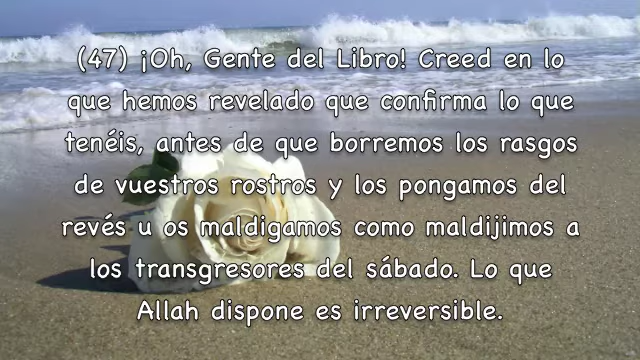 (47) ¡Oh, Gente del Libro! Creed en lo
que hemos revelado que confirma lo que
tenéis, antes de que borremos los rasgos
de vuestros rostros y los pongamos del
revés u os maldigamos como maldijimos a
los transgresores del sábado. Lo que
Allah dispone es irreversible.